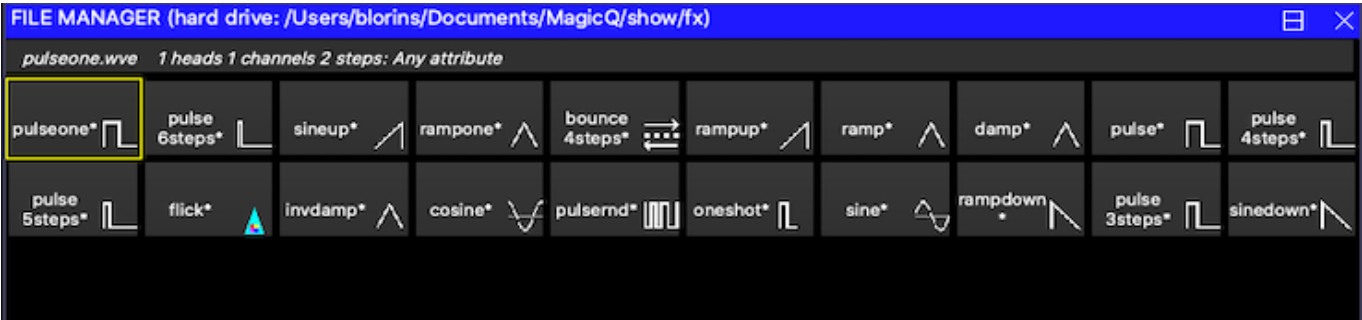 FILE MANAGER (hard drive: /Users/blorins/Documents/MagicQ/show/fx)
pulseone.wve 1 heads 1 channels 2 steps: Any attribute
pulseone*
pulse
6steps*
sineup*
rampone*
bounce
4steps*
rampup*
ramp*
damp*
pulse*
pulse
4steps*
pulse
5steps*
flick*
invdamp*
cosine*
pulsernd*
oneshot*
sine*
rampdown
*
pulse
3steps*
sinedown*